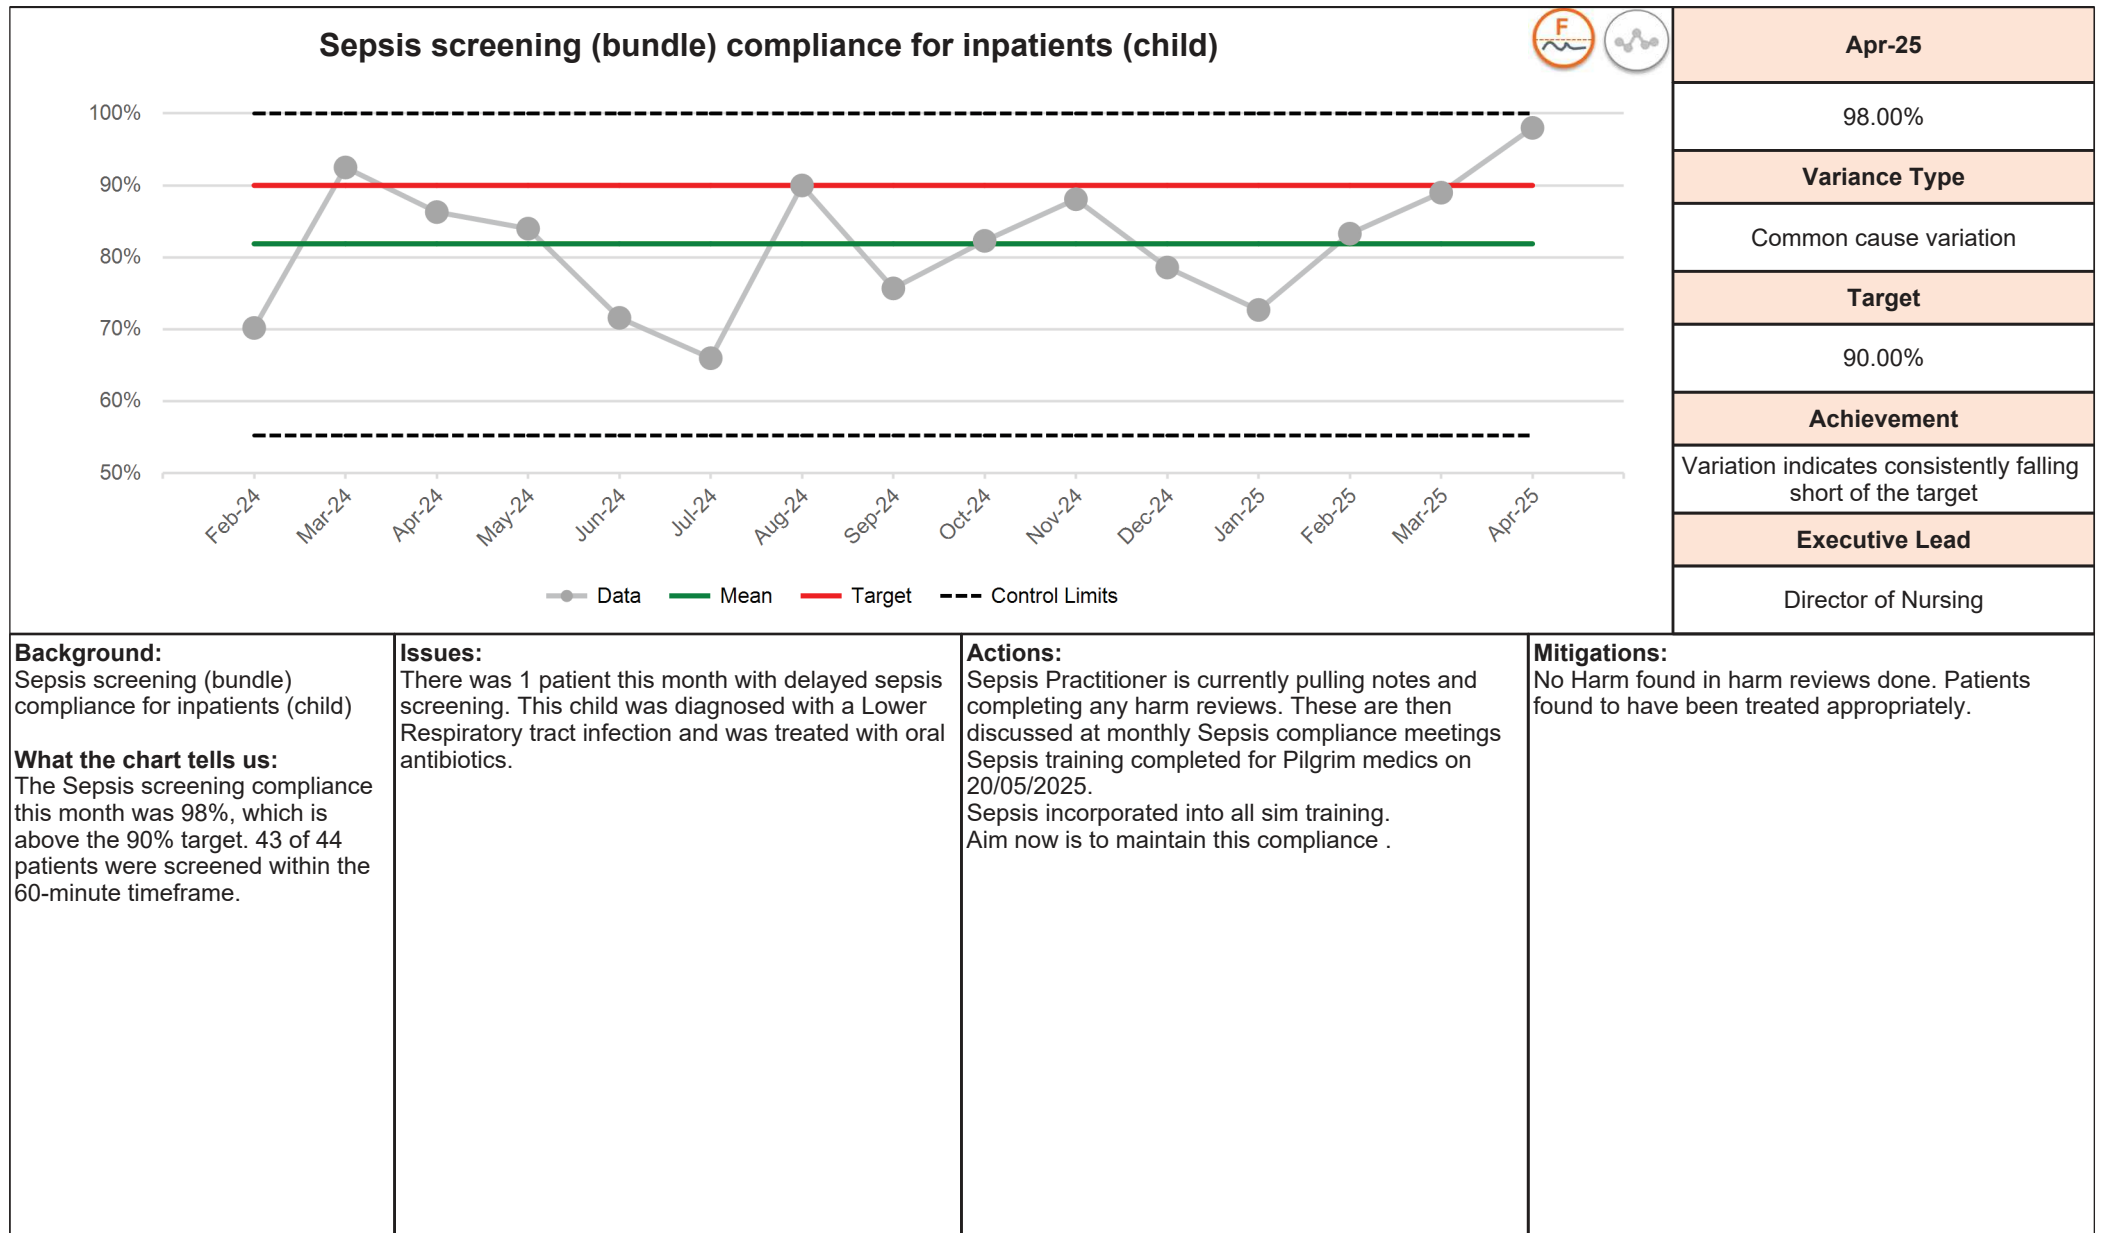 Sepsis screening (bundle) compliance for inpatients (child)
F
100%
90%
80%
70%
60%
50%
Feb-24
Mar-24
Apr-24
May-24
Jun-24
Jul-24
Aug-24
Sep-24
Oct-24
Nov-24
Dec-24
Jan-25
Feb-25
Mar-25
Apr-25
Data
Mean
Target
Control Limits
Apr-25
98.00%
Variance Type
Common cause variation
Target
90.00%
Achievement
Variation indicates consistently falling
short of the target
Executive Lead
Director of Nursing
Background:
Sepsis screening (bundle)
compliance for inpatients (child)
What the chart tells us:
The Sepsis screening compliance
this month was 98%, which is
above the 90% target. 43 of 44
patients were screened within the
60-minute timeframe.
Issues:
There was 1 patient this month with delayed sepsis
screening. This child was diagnosed with a Lower
Respiratory tract infection and was treated with oral
antibiotics.
Actions:
Sepsis Practitioner is currently pulling notes and
completing any harm reviews. These are then
discussed at monthly Sepsis compliance meetings
Sepsis training completed for Pilgrim medics on
20/05/2025.
Sepsis incorporated into all sim training.
Aim now is to maintain this compliance .
Mitigations:
No Harm found in harm reviews done. Patients
found to have been treated appropriately.